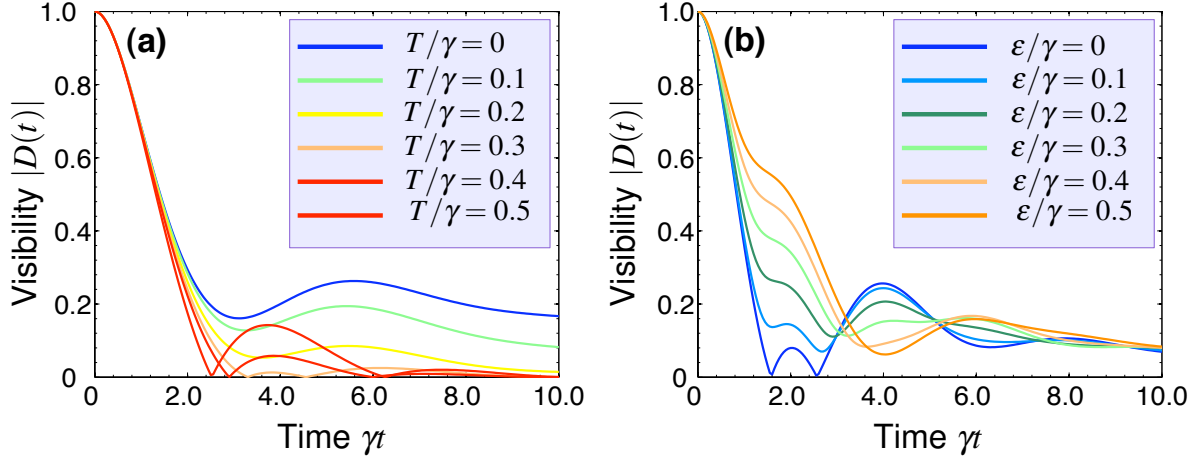 (a)
Visibility |D(t)|
1.0
0.8
0.6
0.4
0.2
0
T/γ = 0
T/γ = 0.1
T/γ = 0.2
T/γ = 0.3
T/γ = 0.4
T/γ = 0.5
0 2.0 4.0 6.0 8.0 10.0
Time γt
(b)
Visibility |D(t)|
1.0
0.8
0.6
0.4
0.2
0
ε/γ = 0
ε/γ = 0.1
ε/γ = 0.2
ε/γ = 0.3
ε/γ = 0.4
ε/γ = 0.5
0 2.0 4.0 6.0 8.0 10.0
Time γt